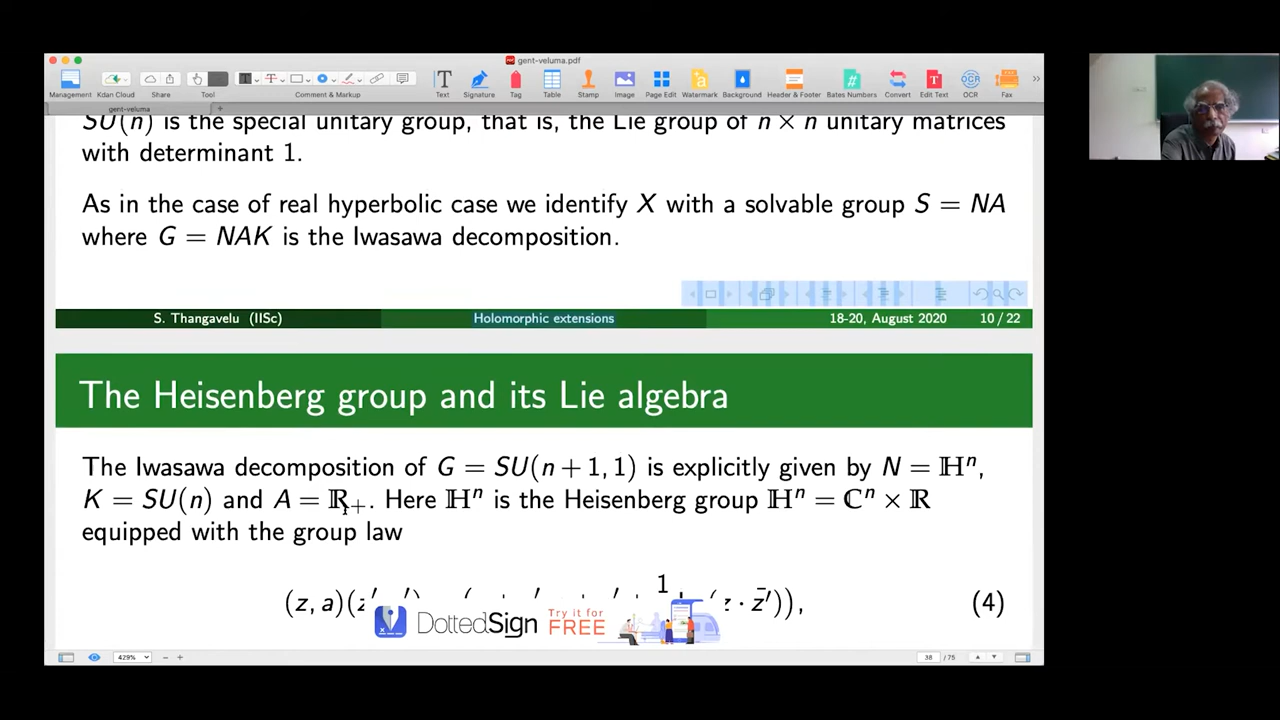 gent-veluma.pdf
Management
Kdan Cloud
Share
Tool
Comment & Markup
Text
Signature
Tag
Table
Stamp
Image
Page Edit
Watermark
Background
Header & Footer
Bates Numbers
Convert
Edit Text
OCR
Fax
gent-veluma
SU(n) is the special unitary group, that is, the Lie group of n × n unitary matrices
with determinant 1.
As in the case of real hyperbolic case we identify X with a solvable group S = NA
where G = NAK is the Iwasawa decomposition.
S. Thangavelu (IISc)
Holomorphic extensions
18-20, August 2020
10 / 22
The Heisenberg group and its Lie algebra
The Iwasawa decomposition of G = SU(n + 1, 1) is explicitly given by N = ℍⁿ,
K = SU(n) and A = ℝ₊. Here ℍⁿ is the Heisenberg group ℍⁿ = ℂⁿ × ℝ
equipped with the group law
(z, a)(z′ (z · z̄′)), (4)
DottedSign Try it for
FREE
429%
38 / 75